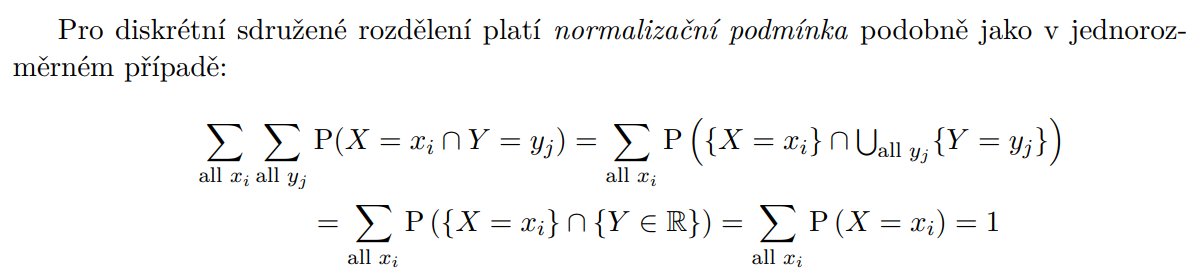 Pro diskrétní sdružené rozdělení platí normalizační podmínka podobně jako v jednoroz-
měrném případě:
∑_{all x_i} ∑_{all y_j} P(X = x_i ∩ Y = y_j) = ∑_{all x_i} P({X = x_i} ∩ ⋃_{all y_j} {Y = y_j})
= ∑_{all x_i} P({X = x_i} ∩ {Y ∈ ℝ}) = ∑_{all x_i} P(X = x_i) = 1